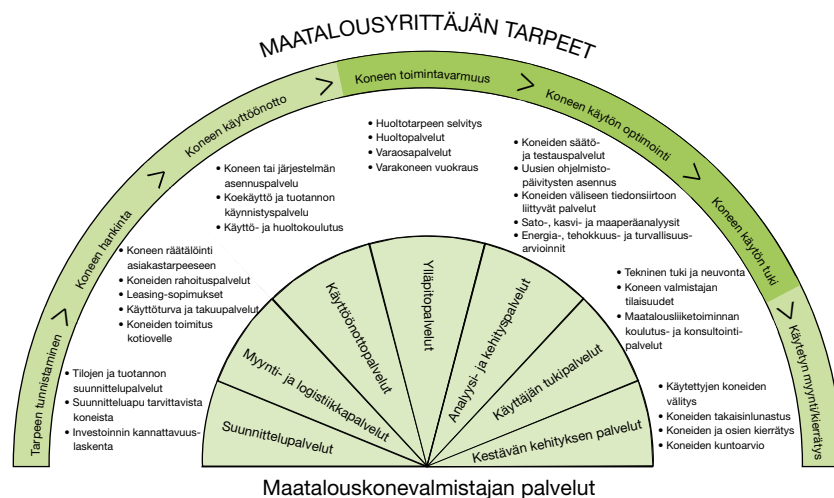 MAATALOUSYRITTÄJÄN TARPEET
Tarpeen tunnistaminen
Koneen hankinta
Koneen käyttöönotto
Koneen toimintavarmuus
Koneen käytön optimointi
Koneen käytön tuki
Käytetyn myynti/kierrätys
• Tilojen ja tuotannon
suunnittelupalvelut
• Suunnitteluapu tarvittavista
koneista
• Investoinnin kannattavuus-
laskenta
• Koneen räätälöinti
asiakastarpeeseen
• Koneiden rahoituspalvelut
• Leasing-sopimukset
• Käyttöturva ja takuupalvelut
• Koneiden toimitus
kotiovelle
• Koneen tai järjestelmän
asennuspalvelu
• Koekäyttö ja tuotannon
käynnistyspalvelu
• Käyttö- ja huoltokoulutus
• Huoltotarpeen selvitys
• Huoltopalvelut
• Varaosapalvelut
• Varakoneen vuokraus
• Koneiden säätö-
ja testauspalvelut
• Uusien ohjelmisto-
päivitysten asennus
• Koneiden väliseen tiedonsiirtoon
liittyvät palvelut
• Sato-, kasvi- ja maaperäanalyysit
• Energia-, tehokkuus- ja turvallisuus-
arvioinnit
• Tekninen tuki ja neuvonta
• Koneen valmistajan
tilaisuudet
• Maatalousliiketoiminnan
koulutus- ja konsultointi-
palvelut
• Käytettyjen koneiden
välitys
• Koneiden takaisinlunastus
• Koneiden ja osien kierrätys
• Koneiden kuntoarvio
Suunnittelupalvelut
Myynti- ja logistiikkapalvelut
Käyttöönottopalvelut
Ylläpitopalvelut
Analyysi- ja kehityspalvelut
Käyttäjän tukipalvelut
Kestävän kehityksen palvelut
Maatalouskonevalmistajan palvelut